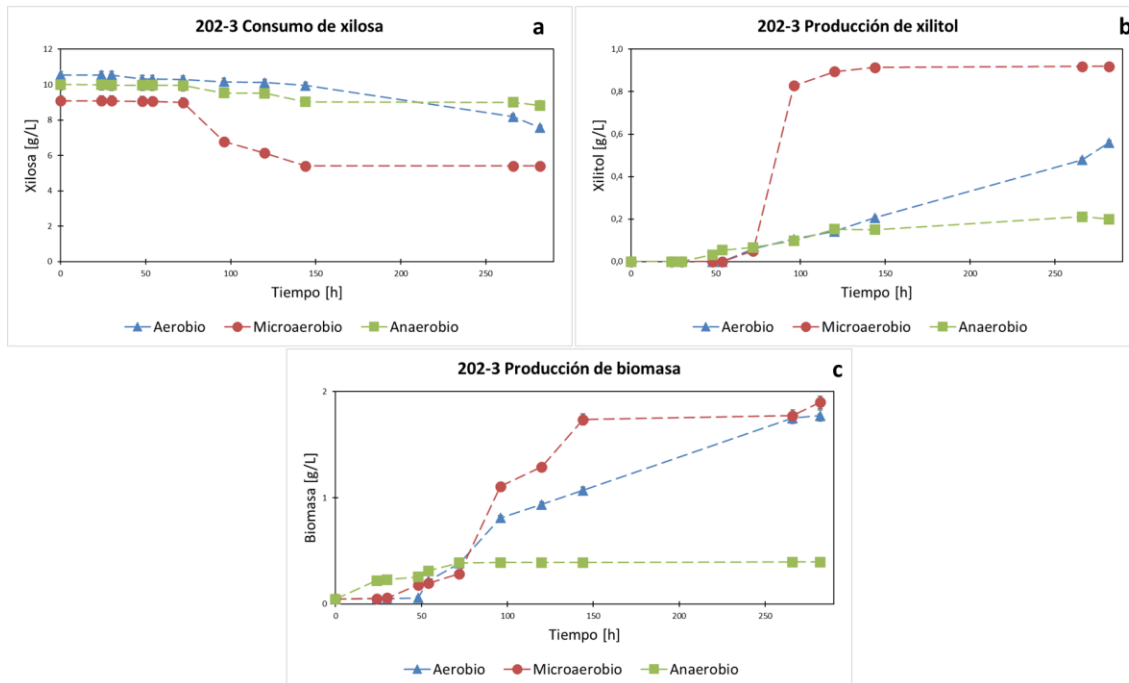 202-3 Consumo de xilosa
a
12
10
8
6
4
2
0
Xilosa [g/L]
0 50 100 150 200 250
Tiempo [h]
Aerobio Microaerobio Anaerobio
202-3 Producción de xilitol
b
1,0
0,8
0,6
0,4
0,2
0,0
Xilitol [g/L]
0 50 100 150 200 250
Tiempo [h]
Aerobio Microaerobio Anaerobio
202-3 Producción de biomasa
c
2
1
0
Biomasa [g/L]
0 50 100 150 200 250
Tiempo [h]
Aerobio Microaerobio Anaerobio